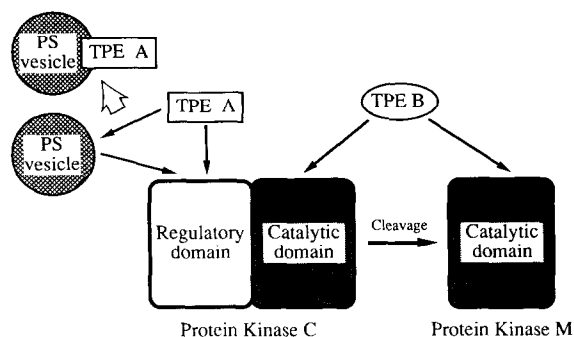 PS
vesicle
TPE A
TPE A
TPE B
PS
vesicle
Regulatory
domain
Catalytic
domain
Cleavage
Catalytic
domain
Protein Kinase C
Protein Kinase M